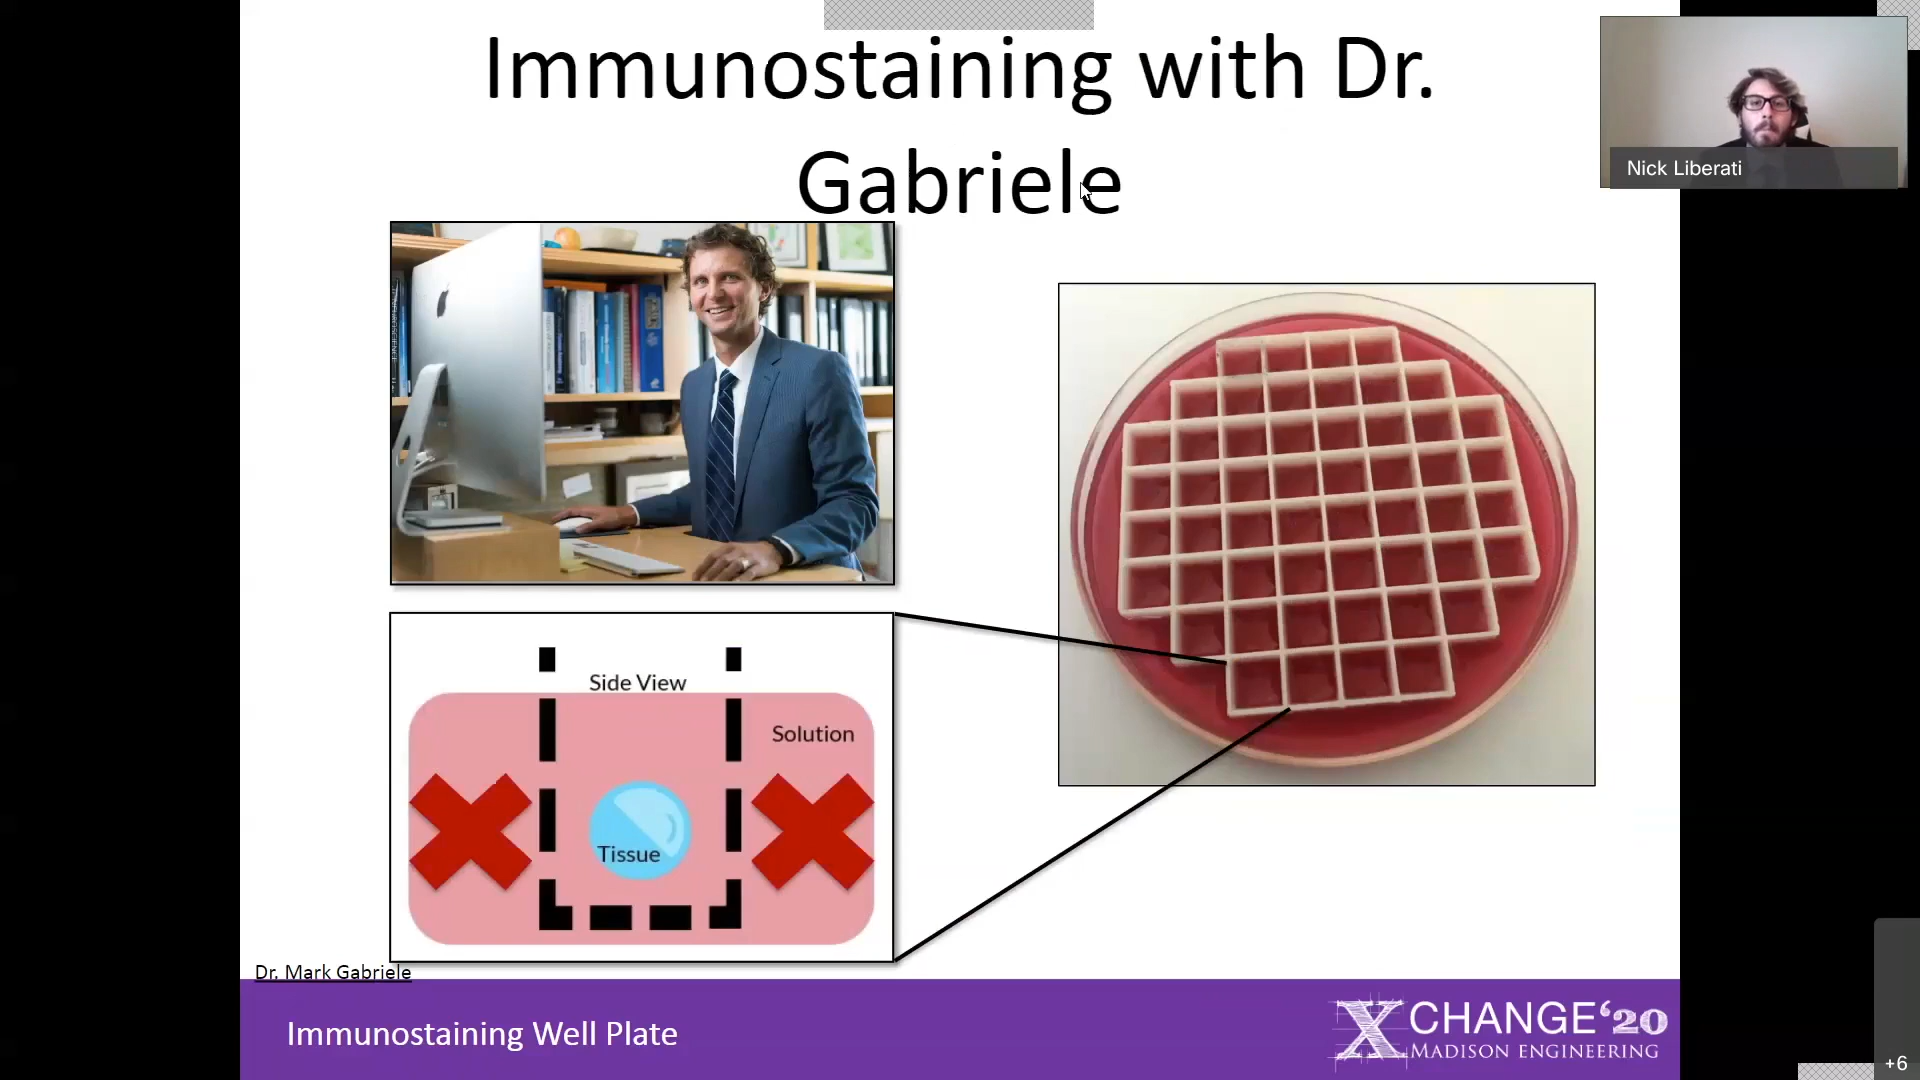 Immunostaining with Dr.
Gabriele
Nick Liberati
Side View
Solution
Tissue
Dr. Mark Gabriele
Immunostaining Well Plate
XCHANGE‘20
MADISON ENGINEERING
+6